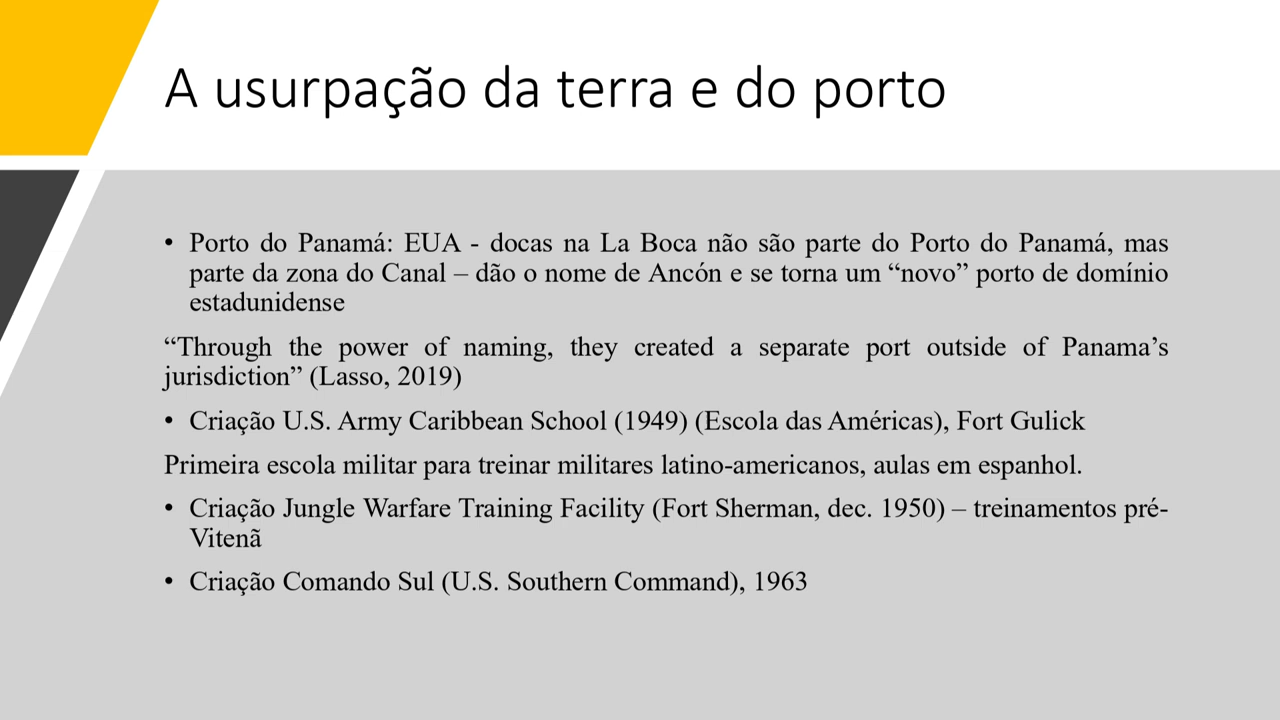 A usurpação da terra e do porto
• Porto do Panamá: EUA - docas na La Boca não são parte do Porto do Panamá, mas
parte da zona do Canal – dão o nome de Ancón e se torna um “novo” porto de domínio
estadunidense
“Through the power of naming, they created a separate port outside of Panama’s
jurisdiction” (Lasso, 2019)
• Criação U.S. Army Caribbean School (1949) (Escola das Américas), Fort Gulick
Primeira escola militar para treinar militares latino-americanos, aulas em espanhol.
• Criação Jungle Warfare Training Facility (Fort Sherman, dec. 1950) – treinamentos pré-
Vitenã
• Criação Comando Sul (U.S. Southern Command), 1963